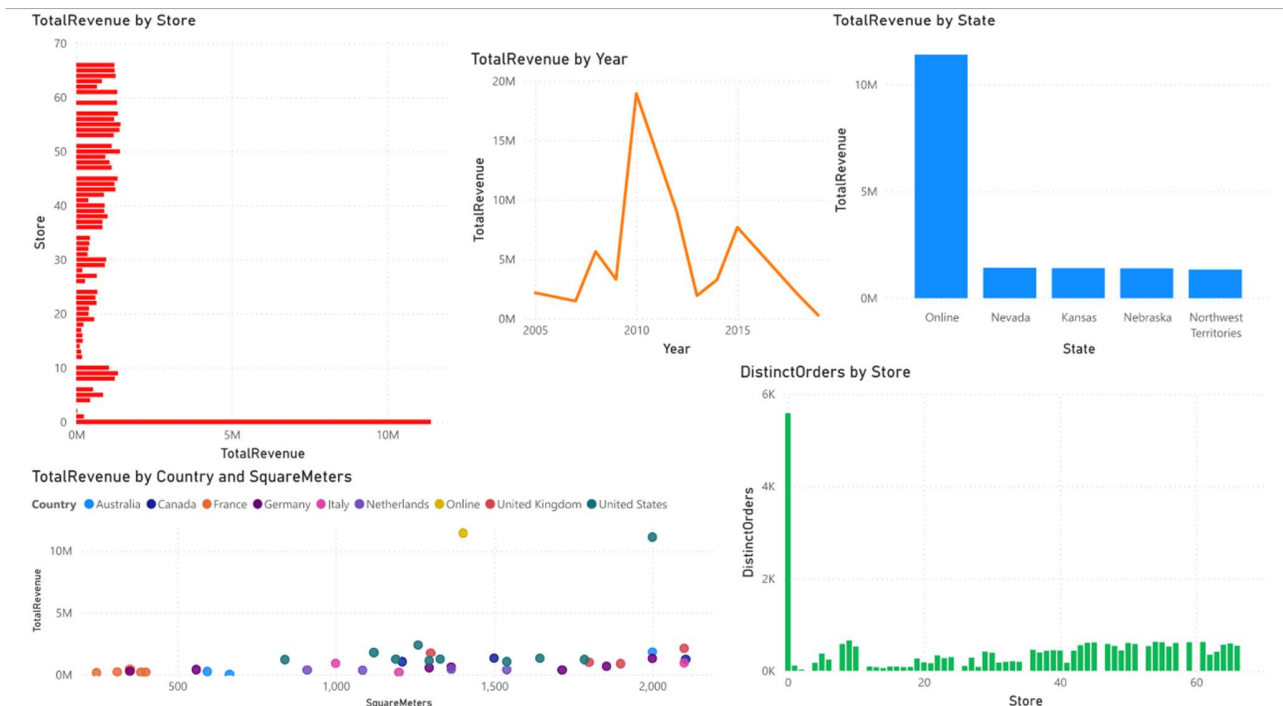 TotalRevenue by Store
Store
70
60
50
40
30
20
10
0
0M 5M 10M
TotalRevenue
TotalRevenue by Year
TotalRevenue
20M
15M
10M
5M
0M
2005 2010 2015
Year
TotalRevenue by State
TotalRevenue
10M
5M
0M
Online Nevada Kansas Nebraska Northwest
Territories
State
TotalRevenue by Country and SquareMeters
Country Australia Canada France Germany Italy Netherlands Online United Kingdom United States
TotalRevenue
10M
5M
0M
500 1,000 1,500 2,000
SquareMeters
DistinctOrders by Store
DistinctOrders
6K
4K
2K
0K
0 20 40 60
Store